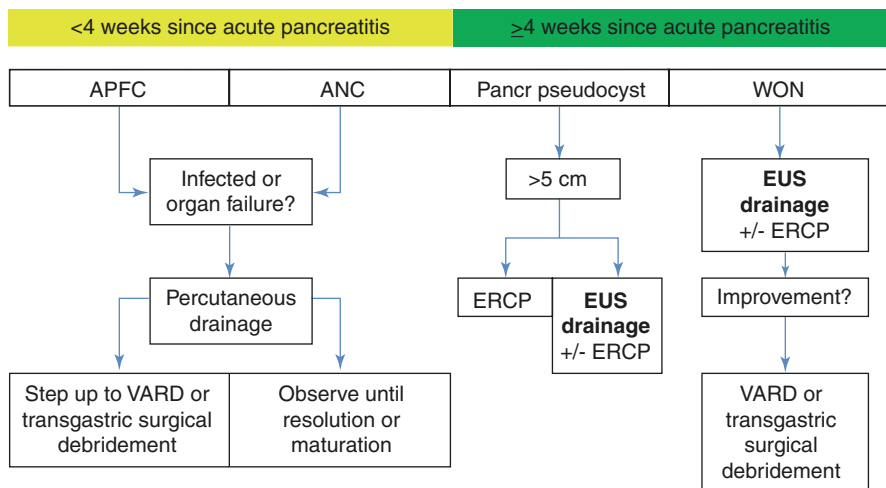 <4 weeks since acute pancreatitis
≥4 weeks since acute pancreatitis
APFC
ANC
Pancr pseudocyst
WON
Infected or
organ failure?
>5 cm
EUS
drainage
+/- ERCP
Percutaneous
drainage
ERCP
EUS
drainage
+/- ERCP
Improvement?
Step up to VARD or
transgastric surgical
debridement
Observe until
resolution or
maturation
VARD or
transgastric
surgical
debridement